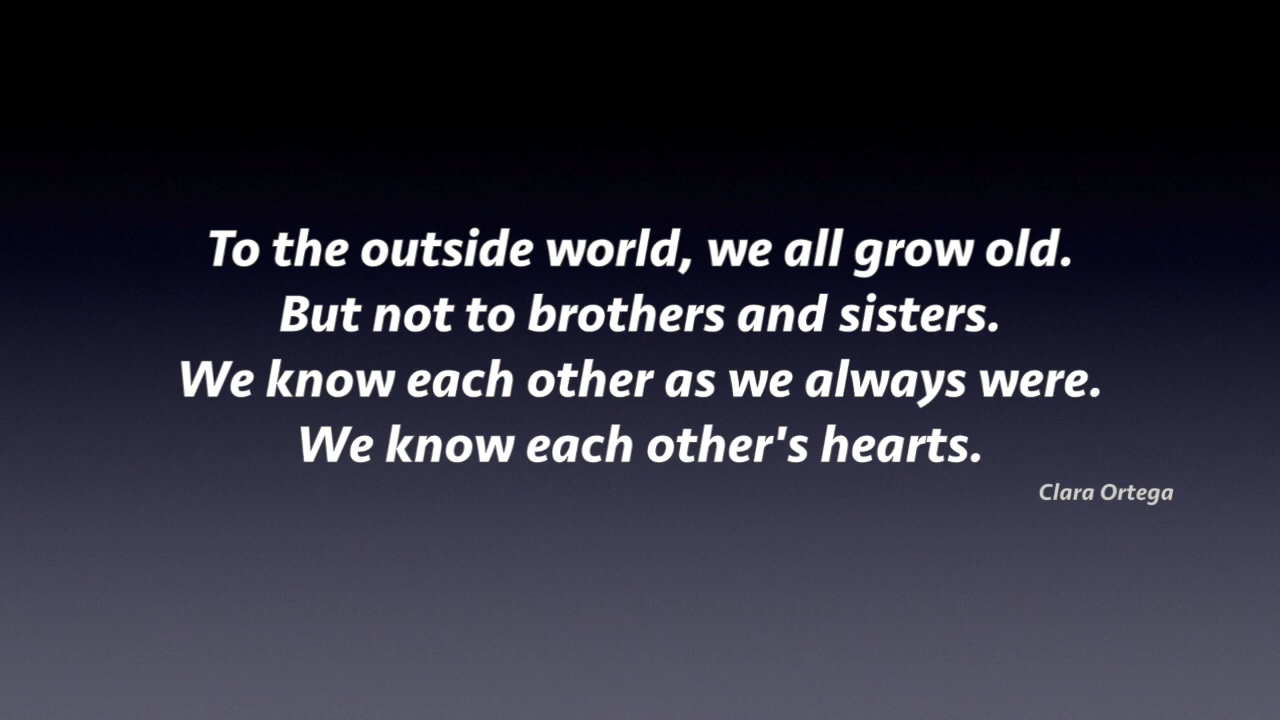 To the outside world, we all grow old.
But not to brothers and sisters.
We know each other as we always were.
We know each other's hearts.
Clara Ortega